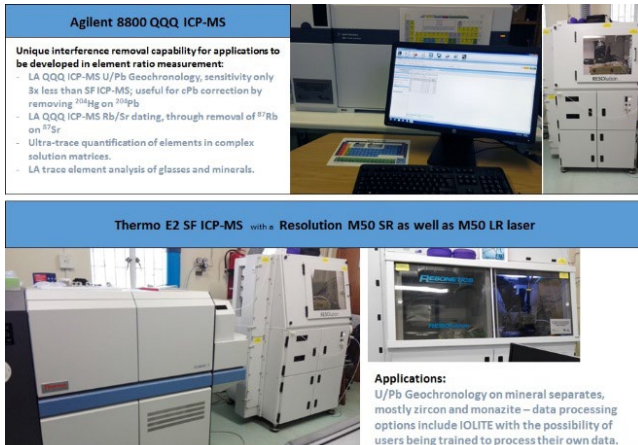 Agilent 8800 QQQ ICP-MS
Unique interference removal capability for applications to
be developed in element ratio measurement:
- LA QQQ ICP-MS U/Pb Geochronology, sensitivity only
3x less than SF ICP-MS; useful for cPb correction by
removing ²⁰⁴Hg on ²⁰⁴Pb
- LA QQQ ICP-MS Rb/Sr dating, through removal of ⁸⁷Rb
on ⁸⁷Sr
- Ultra-trace quantification of elements in complex
solution matrices.
- LA trace element analysis of glasses and minerals.
RESOlution
Thermo E2 SF ICP-MS with a Resolution M50 SR as well as M50 LR laser
RESOlution
RESONETICS
Applications:
U/Pb Geochronology on mineral separates,
mostly zircon and monazite – data processing
options include IOLITE with the possibility of
users being trained to process their own data.